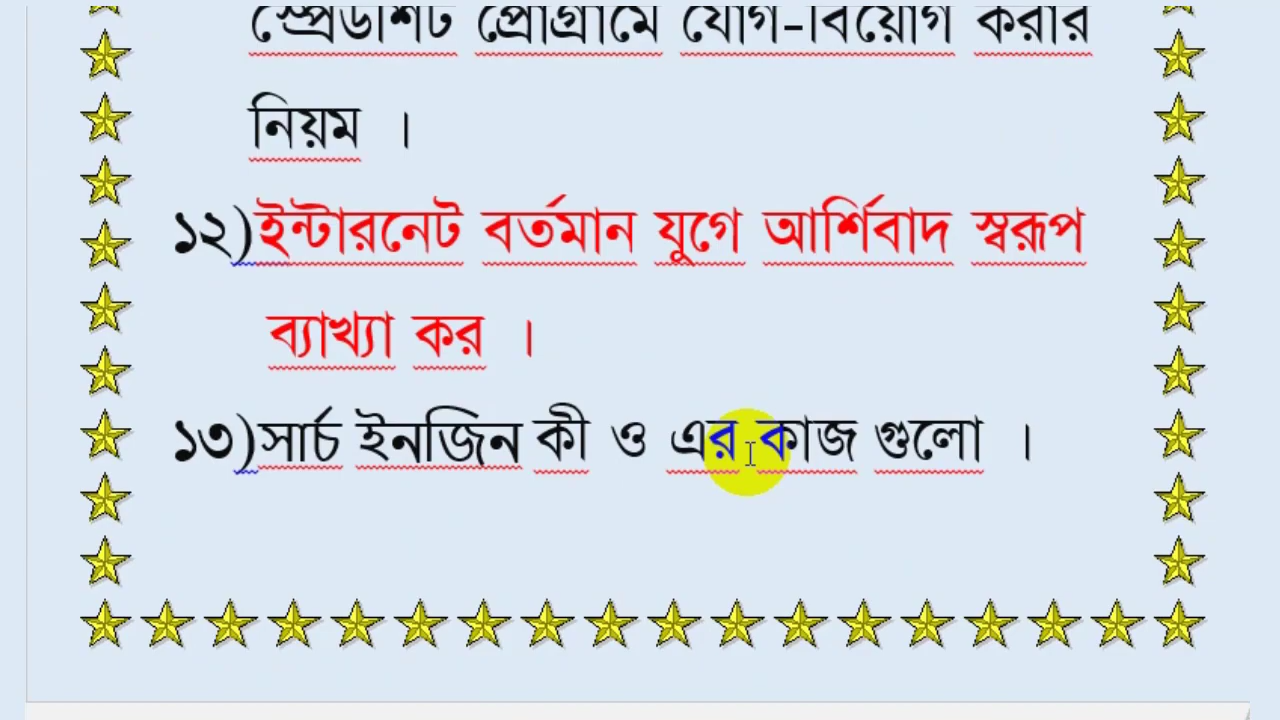 স্প্রেডশিট প্রোগ্রামে যোগ-বিয়োগ করার
নিয়ম ।
১২)ইন্টারনেট বর্তমান যুগে আর্শিবাদ স্বরূপ
ব্যাখ্যা কর ।
১৩)সার্চ ইনজিন কী ও এর কাজ গুলো ।